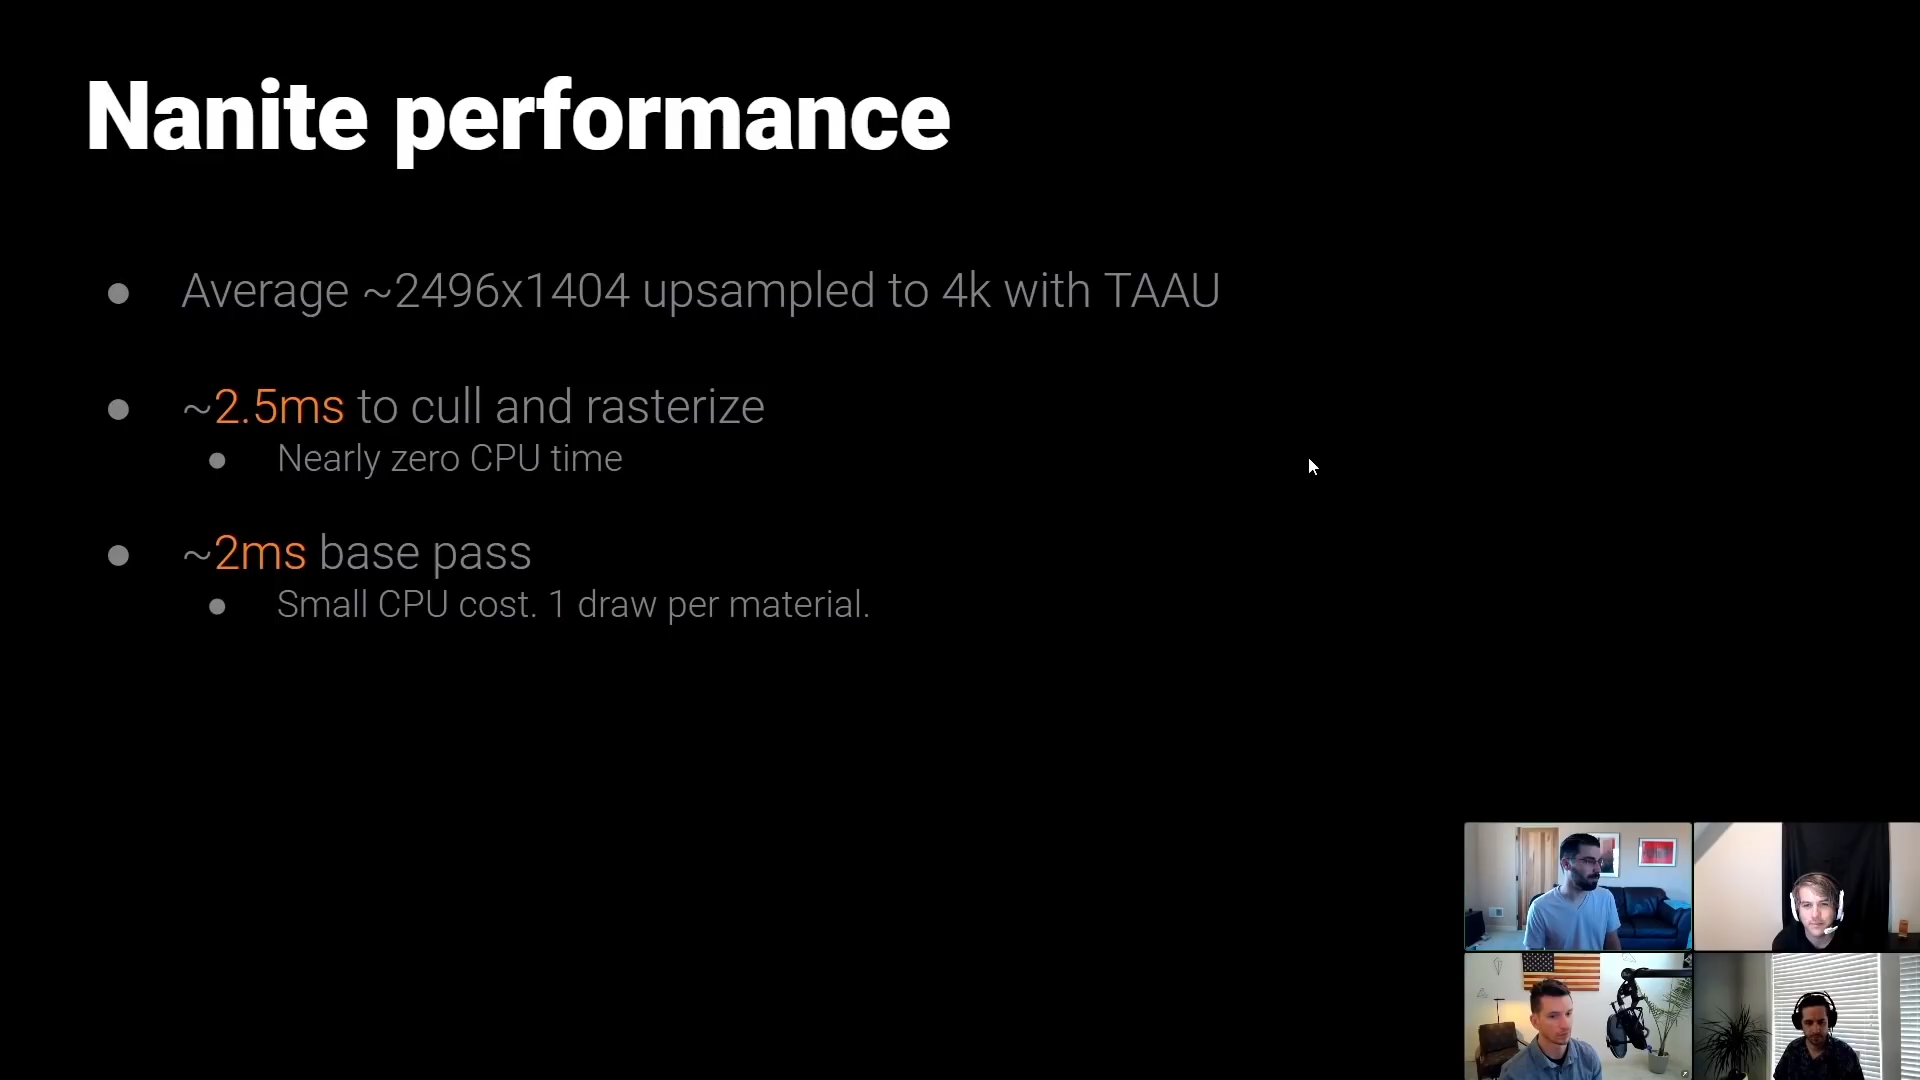 Nanite performance
Average ~2496x1404 upsampled to 4k with TAAU
~2.5ms to cull and rasterize
Nearly zero CPU time
~2ms base pass
Small CPU cost. 1 draw per material.